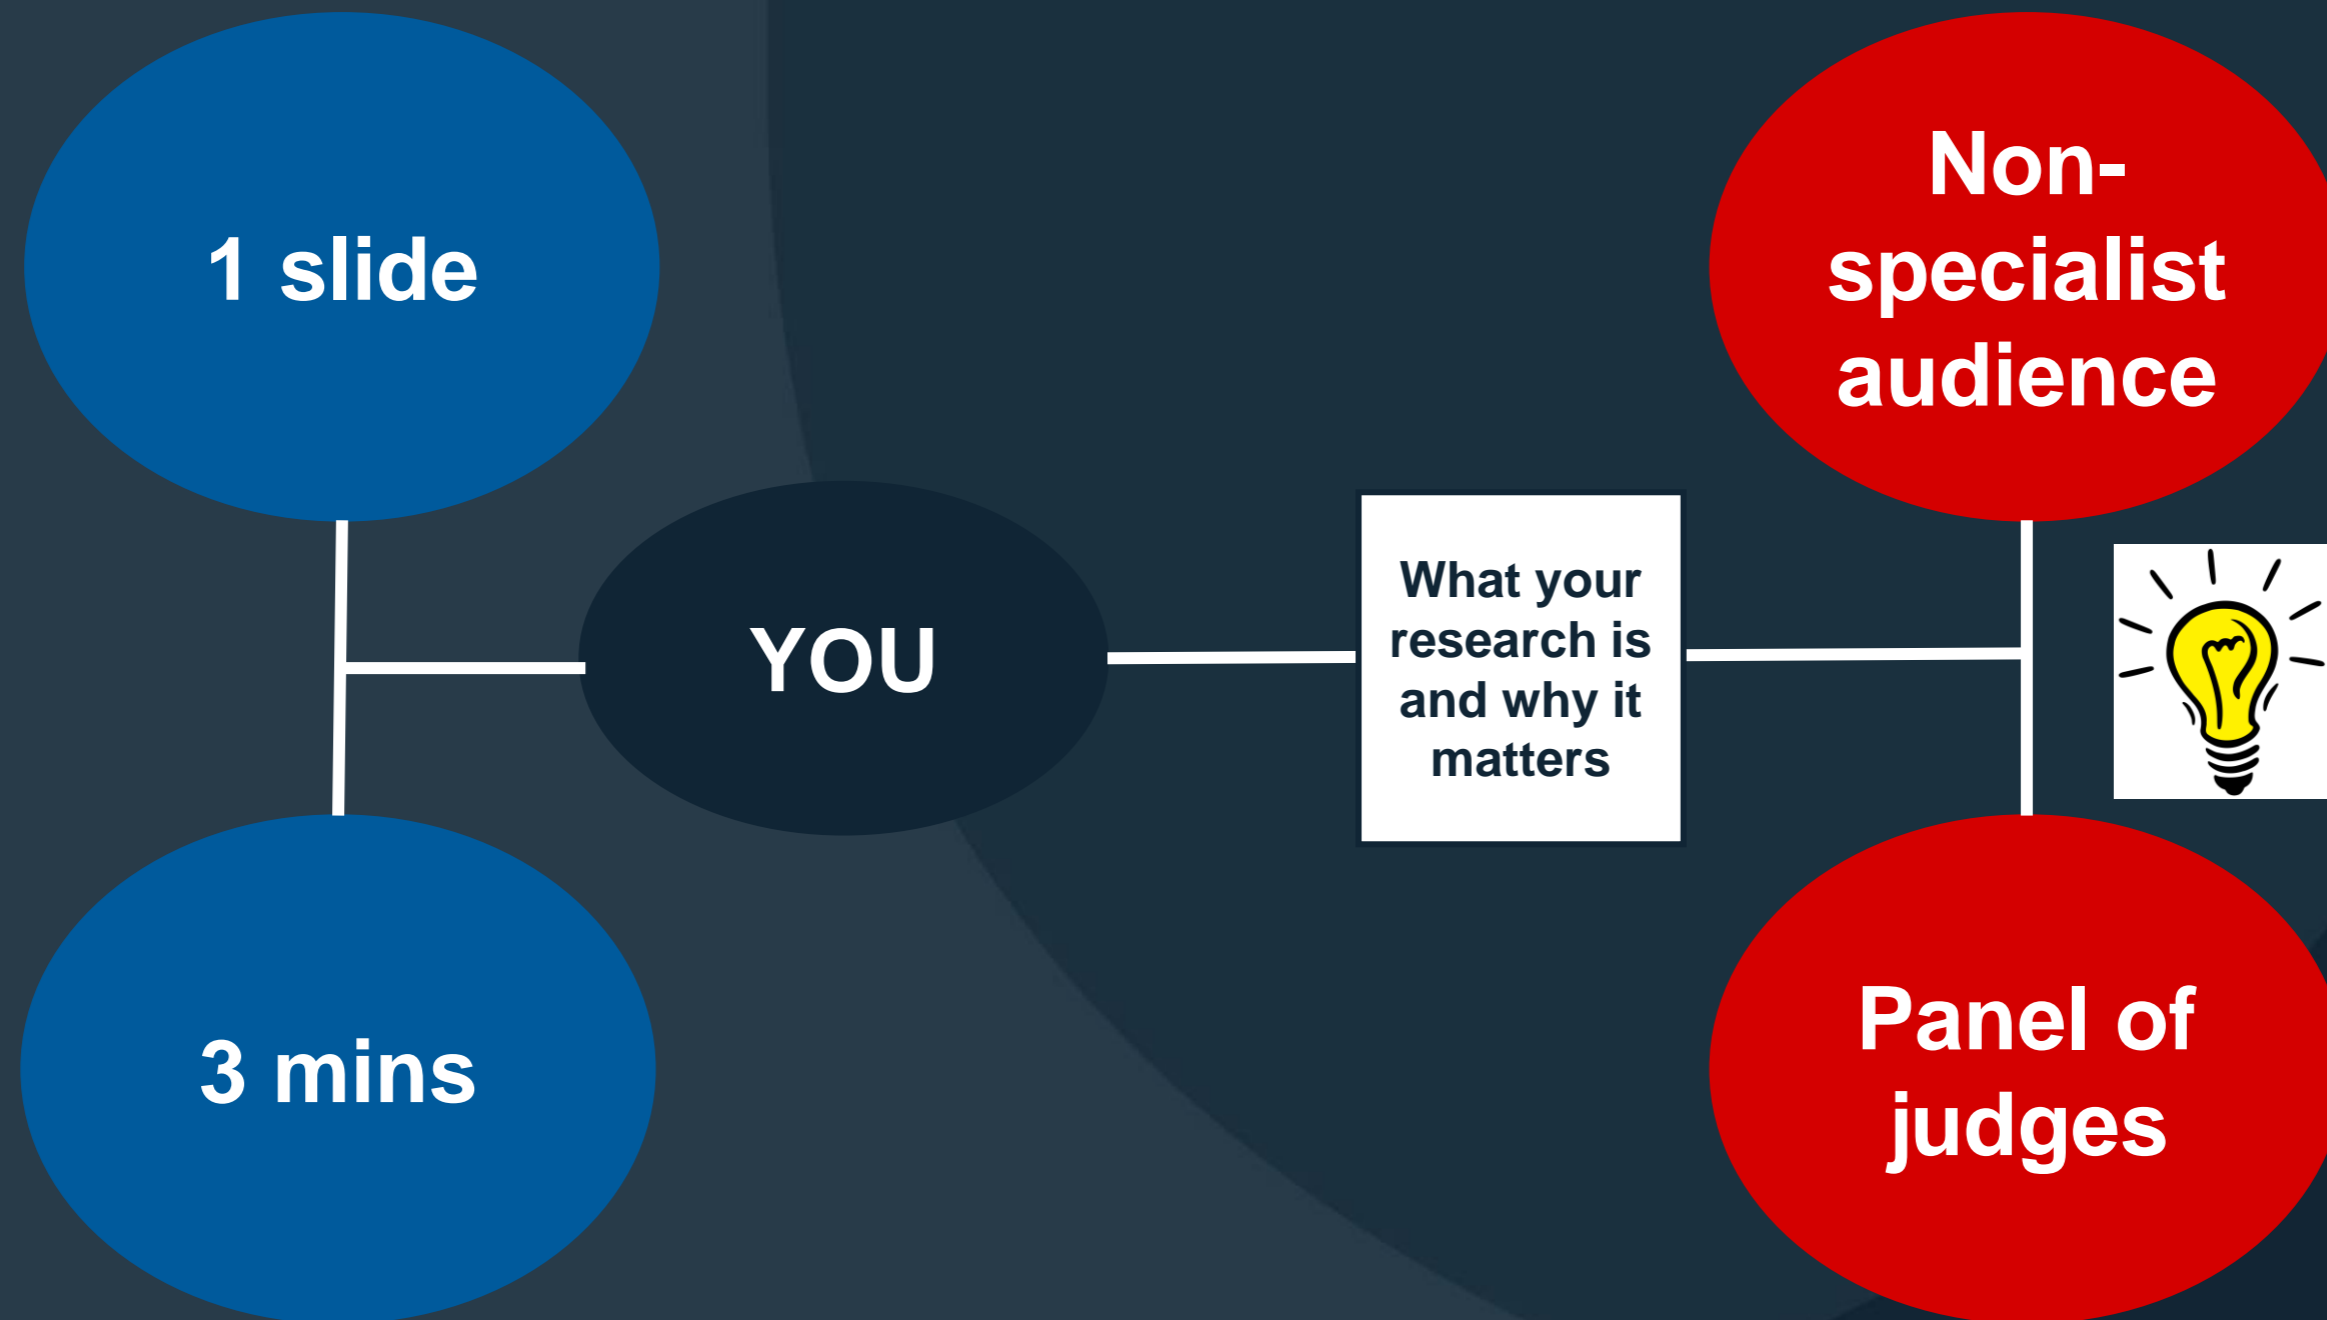 1 slide
3 mins
YOU
What your
research is
and why it
matters
Non-
specialist
audience
Panel of
judges